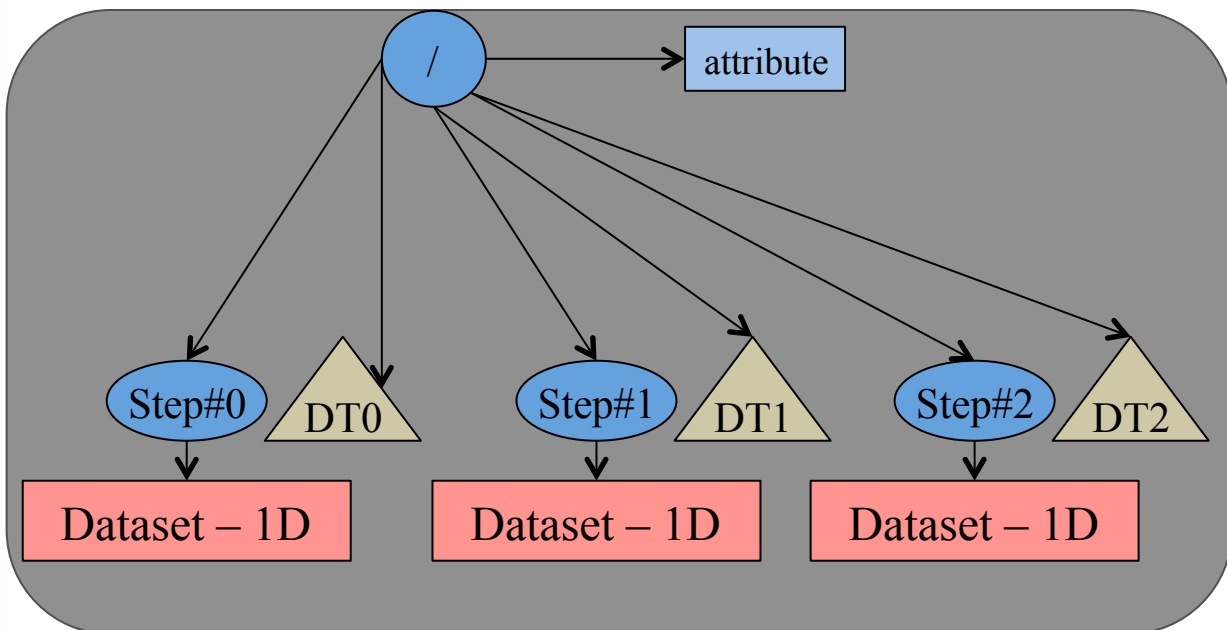 /
attribute
Step#0
DT0
Step#1
DT1
Step#2
DT2
Dataset – 1D
Dataset – 1D
Dataset – 1D